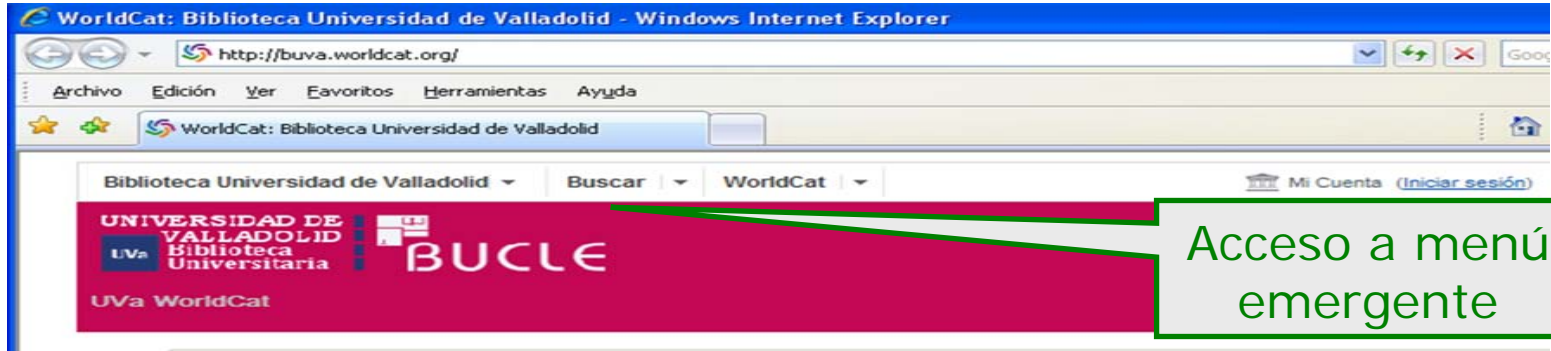 WorldCat: Biblioteca Universidad de Valladolid - Windows Internet Explorer
http://buva.worldcat.org/ Goog
Archivo Edición Ver Favoritos Herramientas Ayuda
WorldCat: Biblioteca Universidad de Valladolid
Biblioteca Universidad de Valladolid Buscar WorldCat Mi Cuenta (Iniciar sesión)
UNIVERSIDAD DE
VALLADOLID
UVa Biblioteca
Universitaria
BUCLE
UVa WorldCat
Acceso a menú
emergente